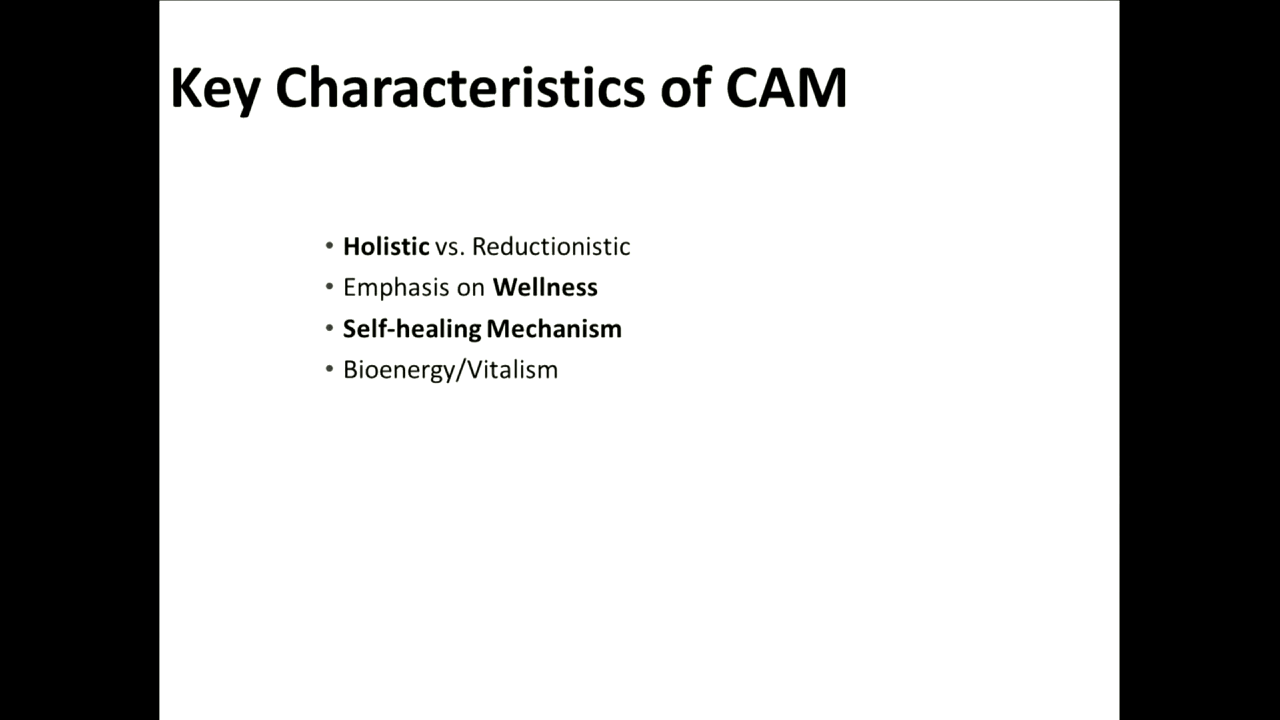 Key Characteristics of CAM
• Holistic vs. Reductionistic
• Emphasis on Wellness
• Self-healing Mechanism
• Bioenergy/Vitalism